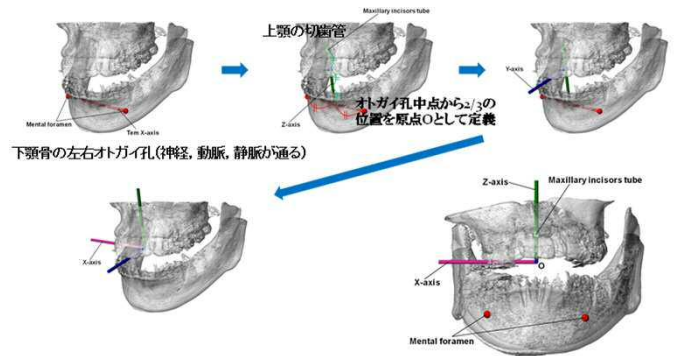 Mental foramen
Tem X-axis
下顎骨の左右オトガイ孔(神経, 動脈, 静脈が通る)
Maxillary incisors tube
上顎の切歯管
Z-axis
オトガイ孔中点から2/3の
位置を原点Oとして定義
Y-axis
X-axis
Z-axis
Maxillary incisors tube
X-axis
O
Mental foramen